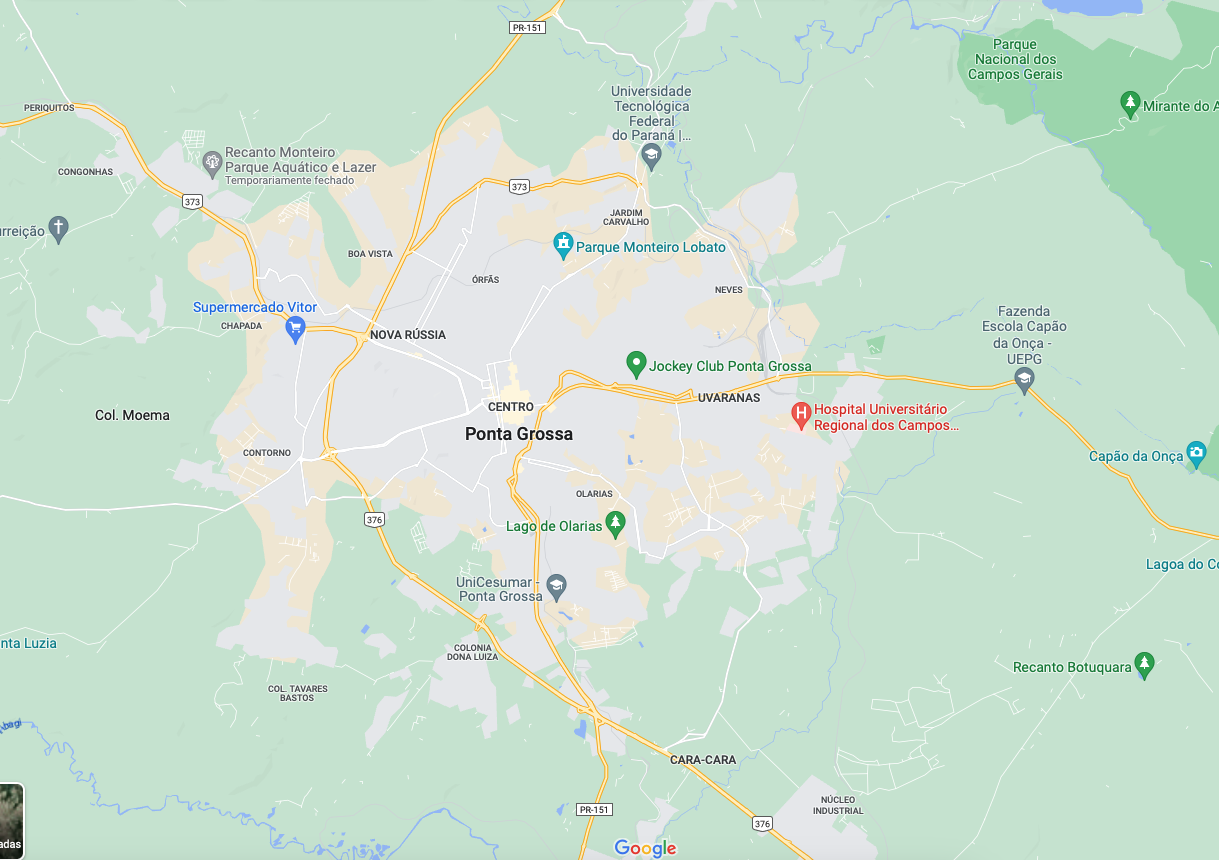 PR-151
Parque
Nacional dos
Campos Gerais
Universidade
Tecnológica
Federal
do Paraná |...
Mirante do A
PERIQUITOS
Recanto Monteiro
Parque Aquático e Lazer
Temporariamente fechado
CONGONHAS
373
373
JARDIM
CARVALHO
urreição
Parque Monteiro Lobato
BOA VISTA
ÓRFÃS
NEVES
Supermercado Vitor
CHAPADA
NOVA RÚSSIA
Fazenda
Escola Capão
da Onça -
UEPG
Jockey Club Ponta Grossa
UVARANAS
CENTRO
Col. Moema
Hospital Universitário
Regional dos Campos...
Ponta Grossa
CONTORNO
Capão da Onça
OLARIAS
376
Lago de Olarias
Lagoa do Co
UniCesumar -
Ponta Grossa
nta Luzia
COLONIA
DONA LUIZA
Recanto Botuquara
COL. TAVARES
BASTOS
ibagi
CARA-CARA
NÚCLEO
INDUSTRIAL
PR-151
376
adas
Google